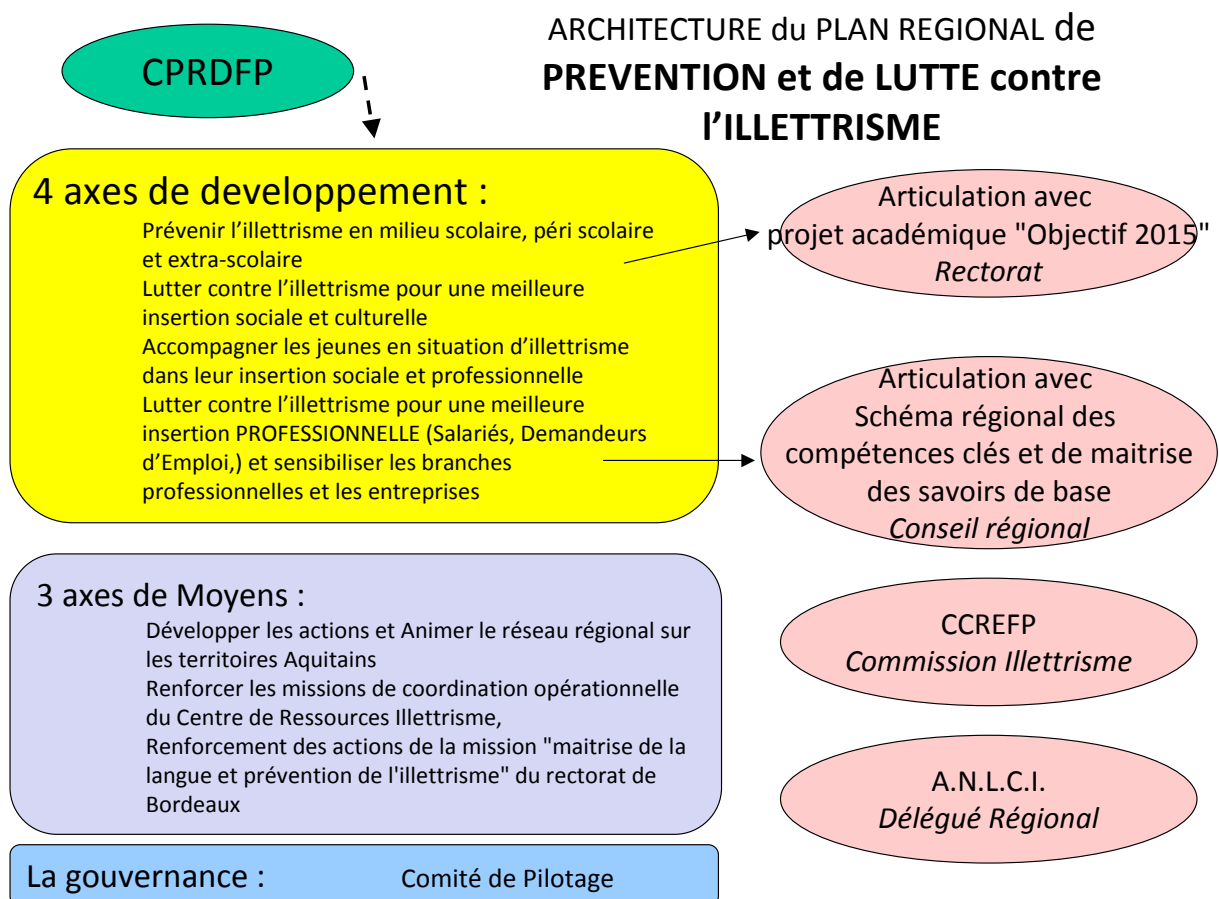 CPRDFP
ARCHITECTURE du PLAN REGIONAL de
PREVENTION et de LUTTE contre
l’ILLETTRISME
4 axes de developpement :
Prévenir l’illettrisme en milieu scolaire, péri scolaire
et extra-scolaire
Lutter contre l’illettrisme pour une meilleure
insertion sociale et culturelle
Accompagner les jeunes en situation d’illettrisme
dans leur insertion sociale et professionnelle
Lutter contre l’illettrisme pour une meilleure
insertion PROFESSIONNELLE (Salariés, Demandeurs
d’Emploi,) et sensibiliser les branches
professionnelles et les entreprises
Articulation avec
projet académique "Objectif 2015"
Rectorat
Articulation avec
Schéma régional des
compétences clés et de maitrise
des savoirs de base
Conseil régional
3 axes de Moyens :
Développer les actions et Animer le réseau régional sur
les territoires Aquitains
Renforcer les missions de coordination opérationnelle
du Centre de Ressources Illettrisme,
Renforcement des actions de la mission "maitrise de la
langue et prévention de l'illettrisme" du rectorat de
Bordeaux
CCREFP
Commission Illettrisme
A.N.L.C.I.
Délégué Régional
La gouvernance : Comité de Pilotage